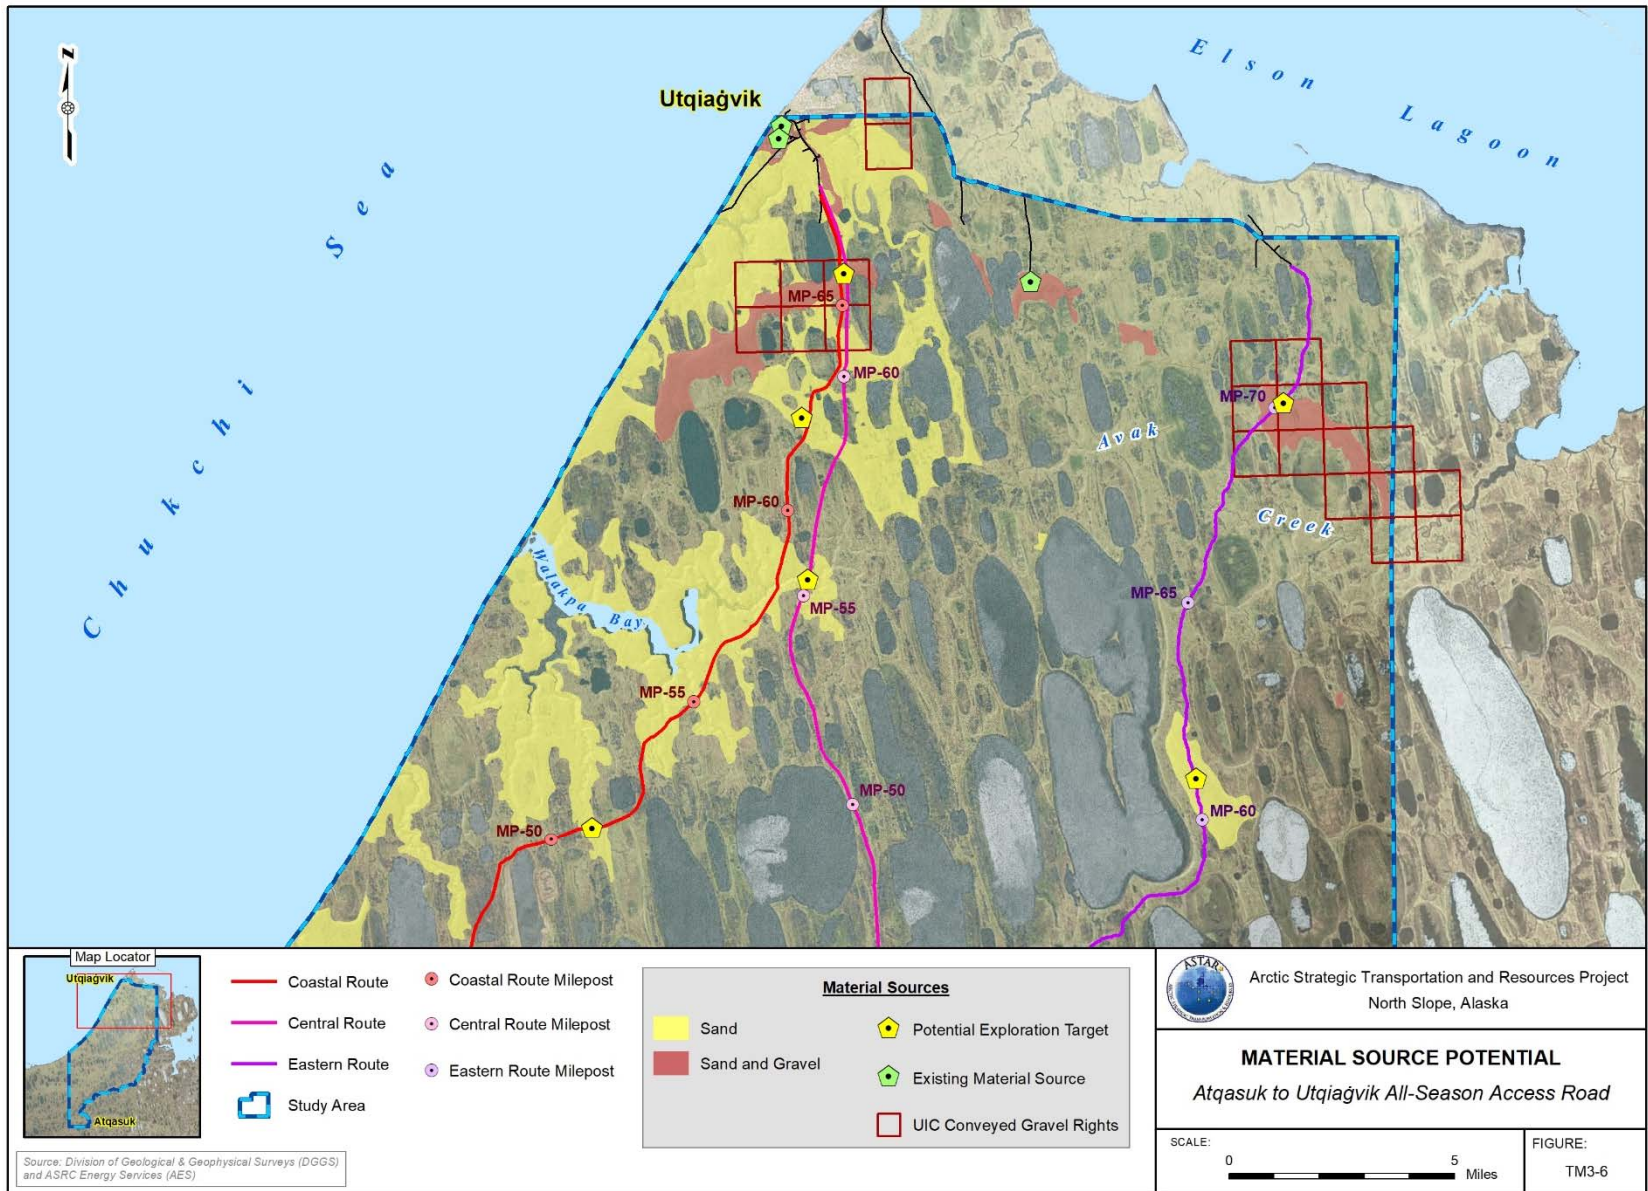 N
Elson
Lagoon
Utqiaġvik
Chukchi Sea
MP-65
MP-60
MP-70
Avak
Creek
MP-60
Walakpa
Bay
MP-55
MP-65
MP-55
MP-50
MP-60
MP-50
Map Locator
Utqiaġvik
Atqasuk
Source: Division of Geological & Geophysical Surveys (DGGS)
and ASRC Energy Services (AES)
Coastal Route
Central Route
Eastern Route
Study Area
Coastal Route Milepost
Central Route Milepost
Eastern Route Milepost
Material Sources
Sand
Sand and Gravel
Potential Exploration Target
Existing Material Source
UIC Conveyed Gravel Rights
ASTAR
Arctic Strategic Transportation and Resources Project
North Slope, Alaska
MATERIAL SOURCE POTENTIAL
Atqasuk to Utqiaġvik All-Season Access Road
SCALE:
0 5
Miles
FIGURE:
TM3-6